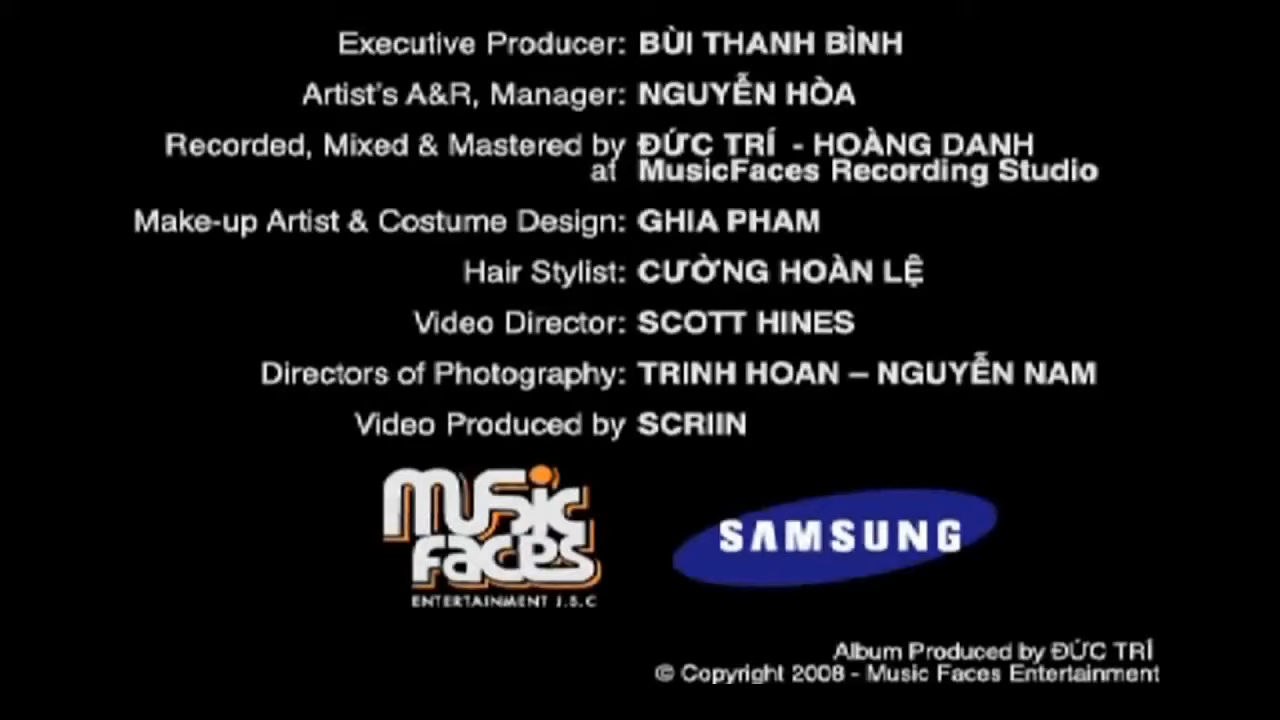 Executive Producer: BÙI THANH BÌNH
Artist's A&R, Manager: NGUYỄN HÒA
Recorded, Mixed & Mastered by ĐỨC TRÍ - HOÀNG DANH
at MusicFaces Recording Studio
Make-up Artist & Costume Design: GHIA PHAM
Hair Stylist: CƯỜNG HOÀN LỆ
Video Director: SCOTT HINES
Directors of Photography: TRINH HOAN – NGUYỄN NAM
Video Produced by SCRIIN
music
faces
ENTERTAINMENT J.S.C
SAMSUNG
Album Produced by ĐỨC TRÍ
© Copyright 2008 - Music Faces Entertainment